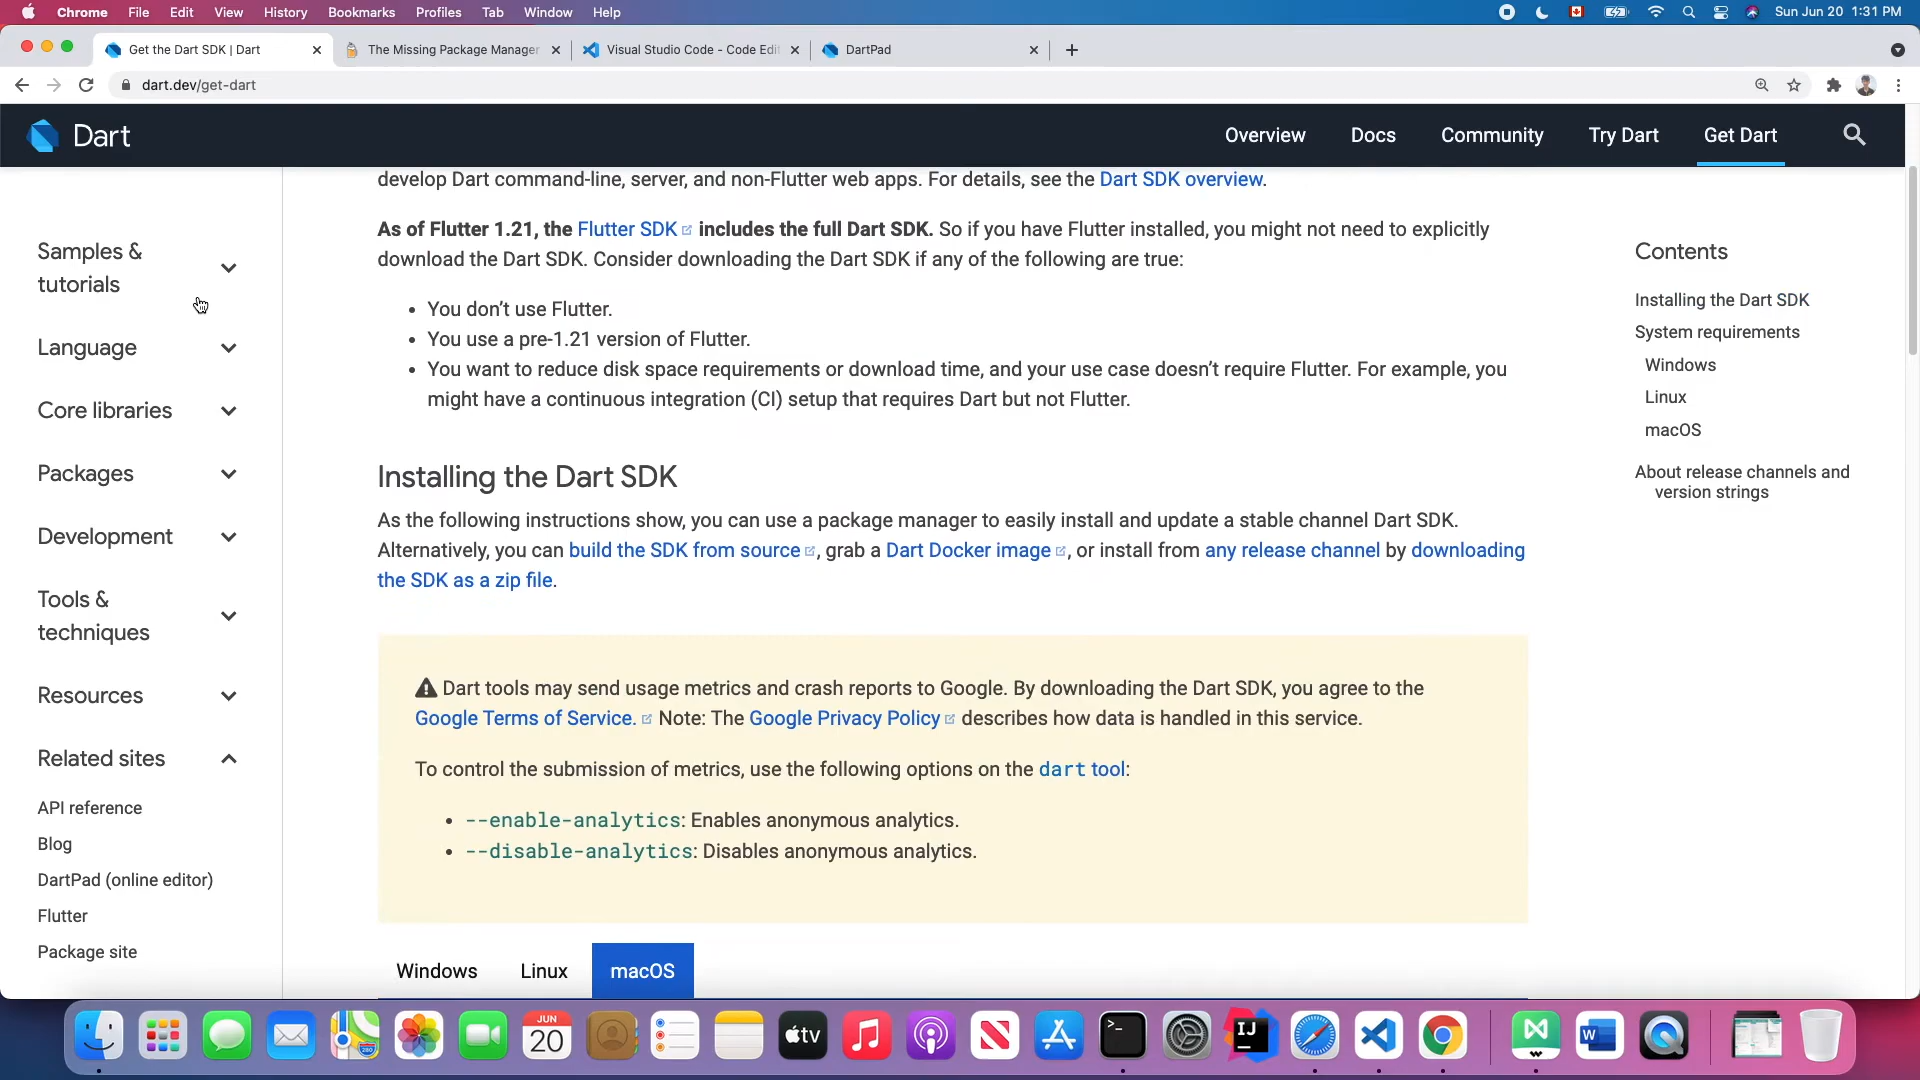 Chrome File Edit View History Bookmarks Profiles Tab Window Help Sun Jun 20 1:31 PM
Get the Dart SDK | Dart The Missing Package Manager Visual Studio Code - Code Edit DartPad
dart.dev/get-dart
Dart Overview Docs Community Try Dart Get Dart
develop Dart command-line, server, and non-Flutter web apps. For details, see the Dart SDK overview.
As of Flutter 1.21, the Flutter SDK includes the full Dart SDK. So if you have Flutter installed, you might not need to explicitly
download the Dart SDK. Consider downloading the Dart SDK if any of the following are true:
• You don't use Flutter.
• You use a pre-1.21 version of Flutter.
• You want to reduce disk space requirements or download time, and your use case doesn't require Flutter. For example, you
might have a continuous integration (CI) setup that requires Dart but not Flutter.
Installing the Dart SDK
As the following instructions show, you can use a package manager to easily install and update a stable channel Dart SDK.
Alternatively, you can build the SDK from source, grab a Dart Docker image, or install from any release channel by downloading
the SDK as a zip file.
Dart tools may send usage metrics and crash reports to Google. By downloading the Dart SDK, you agree to the
Google Terms of Service. Note: The Google Privacy Policy describes how data is handled in this service.
To control the submission of metrics, use the following options on the dart tool:
• --enable-analytics: Enables anonymous analytics.
• --disable-analytics: Disables anonymous analytics.
Windows Linux macOS
Samples &
tutorials
Language
Core libraries
Packages
Development
Tools &
techniques
Resources
Related sites
API reference
Blog
DartPad (online editor)
Flutter
Package site
Contents
Installing the Dart SDK
System requirements
Windows
Linux
macOS
About release channels and
version strings
JUN
20
tv
>_
IJ
W